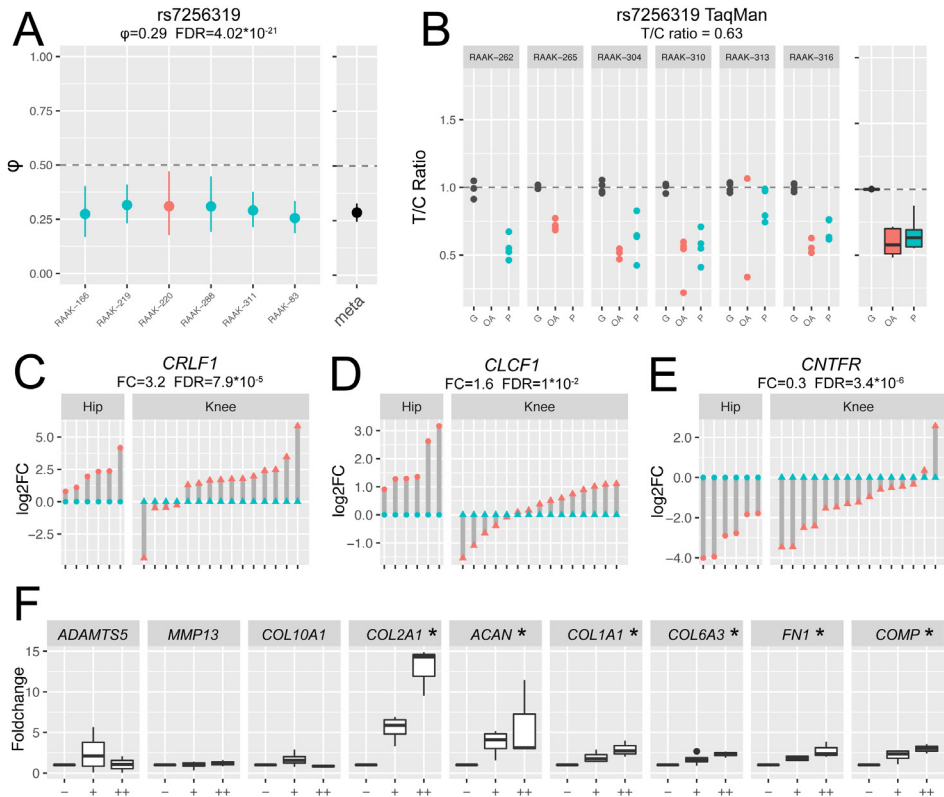 A
rs7256319
φ=0.29 FDR=4.02*10-21
φ
1.00
0.75
0.50
0.25
0.00
RAAK−166
RAAK−219
RAAK−220
RAAK−288
RAAK−311
RAAK−83
meta
B
rs7256319 TaqMan
T/C ratio = 0.63
RAAK−262 RAAK−265 RAAK−304 RAAK−310 RAAK−313 RAAK−316
T/C Ratio
1.5
1.0
0.5
G OA P G OA P G OA P G OA P G OA P G OA P G OA P
C
CRLF1
FC=3.2 FDR=7.9*10-5
Hip Knee
log2FC
5.0
2.5
0.0
−2.5
D
CLCF1
FC=1.6 FDR=1*10-2
Hip Knee
log2FC
3.0
2.0
1.0
0.0
−1.0
E
CNTFR
FC=0.3 FDR=3.4*10-6
Hip Knee
log2FC
2.0
0.0
−2.0
−4.0
F
ADAMTS5 MMP13 COL10A1 COL2A1 * ACAN * COL1A1 * COL6A3 * FN1 * COMP *
Foldchange
15
10
5
0
− + ++ − + ++ − + ++ − + ++ − + ++ − + ++ − + ++ − + ++ − + ++